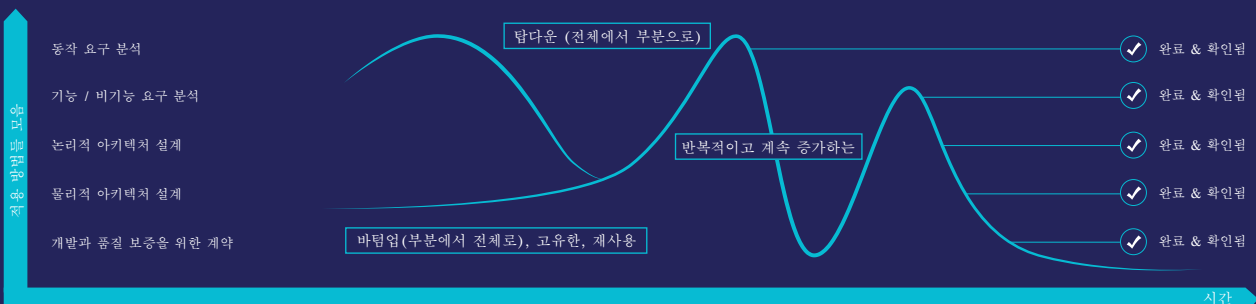 적용 방법들 모음
동작 요구 분석
기능 / 비기능 요구 분석
논리적 아키텍처 설계
물리적 아키텍처 설계
개발과 품질 보증을 위한 계약
탑다운 (전체에서 부분으로)
반복적이고 계속 증가하는
바텀업(부분에서 전체로), 고유한, 재사용
완료 & 확인됨
완료 & 확인됨
완료 & 확인됨
완료 & 확인됨
완료 & 확인됨
시간